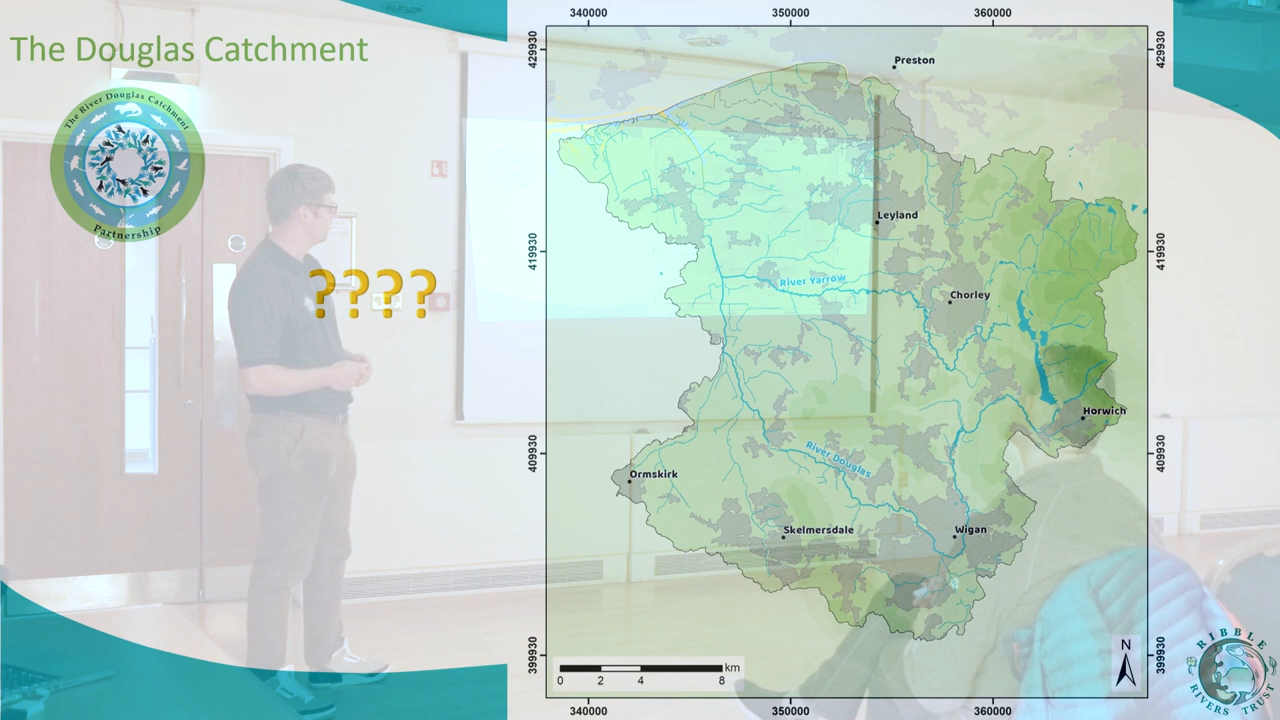 The Douglas Catchment
The River Douglas Catchment
Partnership
????
340000
350000
360000
429930
419930
409930
399930
429930
419930
409930
399930
Preston
Leyland
River Yarrow
Chorley
Horwich
River Douglas
Ormskirk
Skelmersdale
Wigan
N
km
0 2 4 8
340000
350000
360000
RIBBLE
RIVERS TRUST